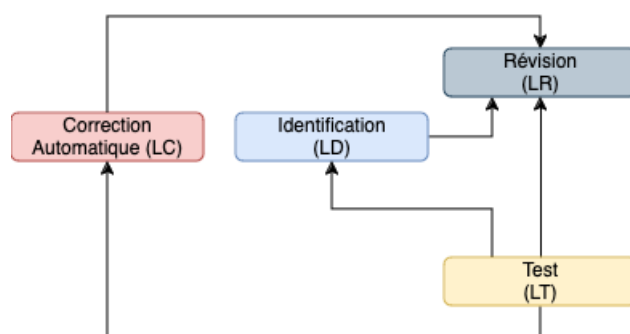 Révision
(LR)
Correction
Automatique (LC)
Identification
(LD)
Test
(LT)